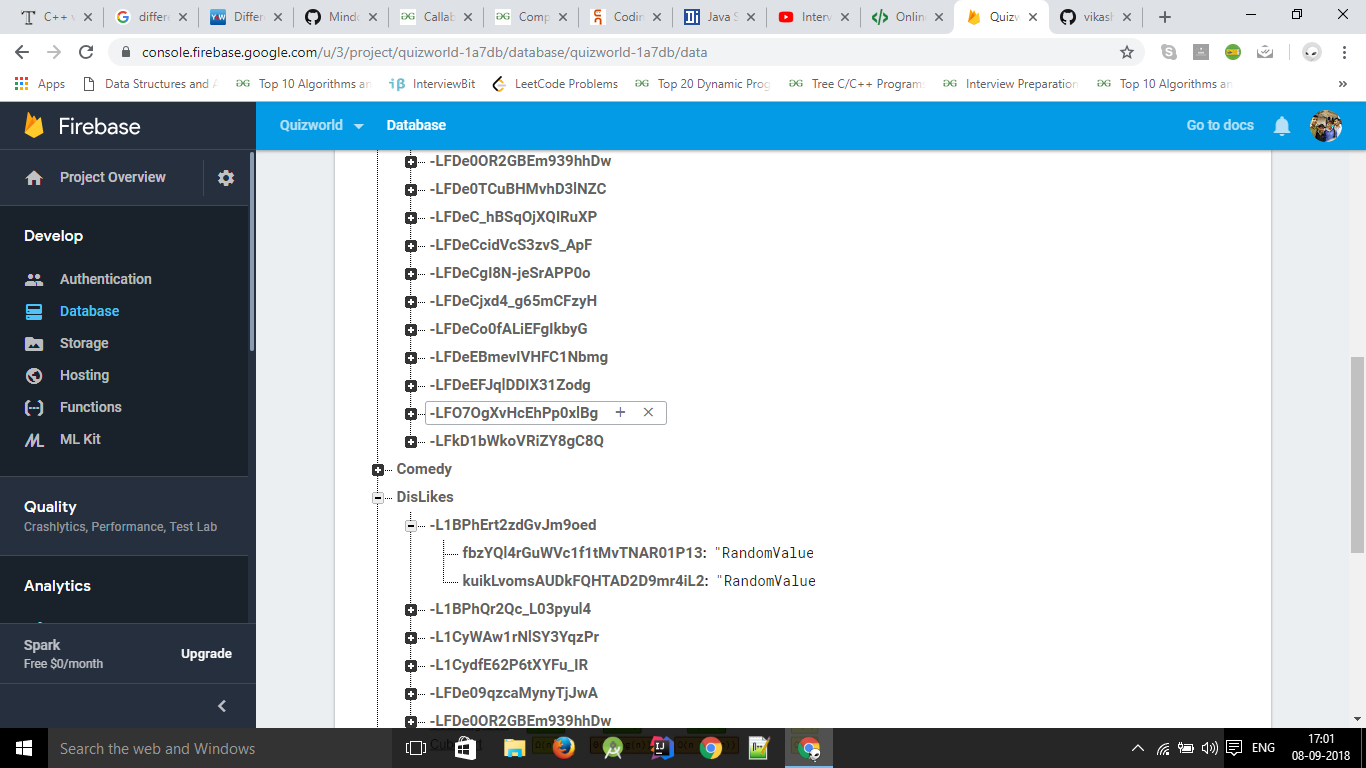 C++ v
differ
Differ
Mind
Callab
Comp
Codin
Java S
Interv
Onlin
Quizw
vikas
console.firebase.google.com/u/3/project/quizworld-1a7db/database/quizworld-1a7db/data
Apps
Data Structures and
Top 10 Algorithms an
InterviewBit
LeetCode Problems
Top 20 Dynamic Prog
Tree C/C++ Program
Interview Preparation
Top 10 Algorithms an
Firebase
Quizworld
Database
Go to docs
Project Overview
Develop
Authentication
Database
Storage
Hosting
Functions
ML Kit
Quality
Crashlytics, Performance, Test Lab
Analytics
Spark
Free $0/month
Upgrade
-LFDe0OR2GBEm939hhDw
-LFDe0TCuBHMvhD3lNZC
-LFDeC_hBSqOjXQIRuXP
-LFDeCcidVcS3zvS_ApF
-LFDeCgI8N-jeSrAPP0o
-LFDeCjxd4_g65mCFzyH
-LFDeCo0fALiEFgIkbyG
-LFDeEBmevIVHFC1Nbmg
-LFDeEFJqlDDIX31Zodg
-LFO7OgXvHcEhPp0xlBg
-LFkD1bWkoVRiZY8gC8Q
Comedy
DisLikes
-L1BPhErt2zdGvJm9oed
fbzYQl4rGuWVc1f1tMvTNAR01P13: "RandomValue
kuikLvomsAUDkFQHTAD2D9mr4iL2: "RandomValue
-L1BPhQr2Qc_L03pyul4
-L1CyWAw1rNlSY3YqzPr
-L1CydfE62P6tXYFu_IR
-LFDe09qzcaMynyTjJwA
-LFDe0OR2GBEm939hhDw
Search the web and Windows
ENG
17:01
08-09-2018